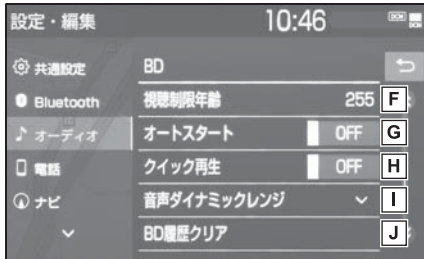 設定・編集 10:46 DCM DCM
共通設定
Bluetooth
オーディオ
電話
ナビ
BD
視聴制限年齢 255 F
オートスタート OFF G
クイック再生 OFF H
音声ダイナミックレンジ I
BD履歴クリア J